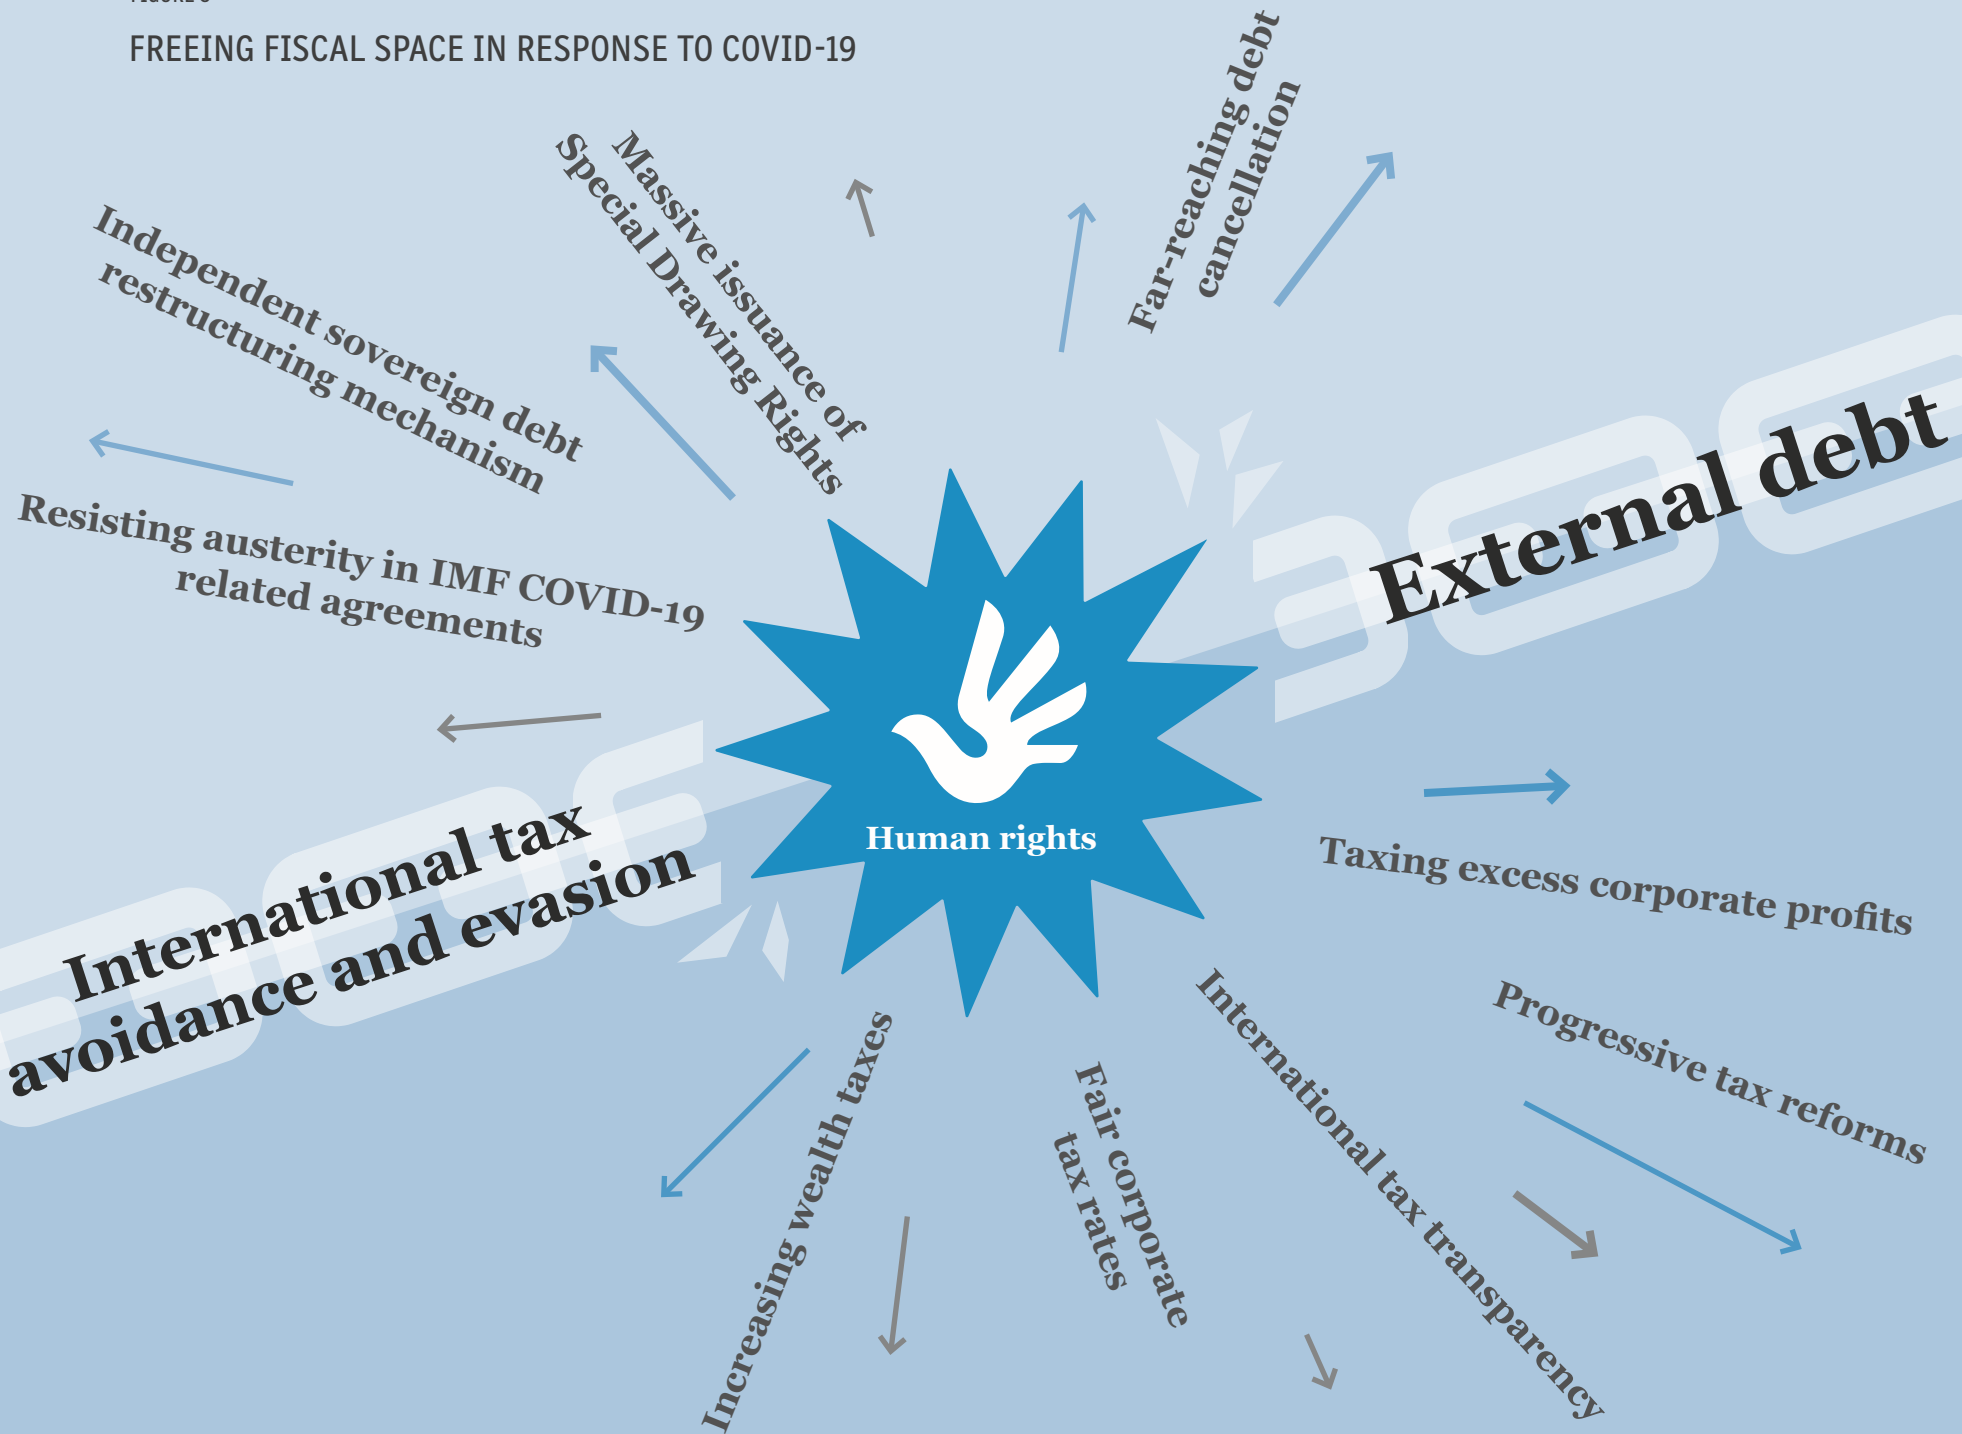 FREEING FISCAL SPACE IN RESPONSE TO COVID-19
Far-reaching debt
cancellation
Massive issuance of
Special Drawing Rights
Independent sovereign debt
restructuring mechanism
Resisting austerity in IMF COVID-19
related agreements
External debt
Human rights
International tax
avoidance and evasion
Taxing excess corporate profits
Progressive tax reforms
International tax transparency
Fair corporate
tax rates
Increasing wealth taxes